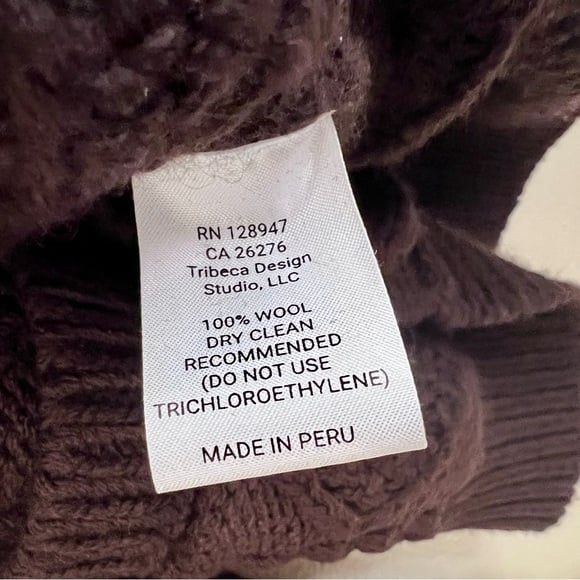 RN 128947
CA 26276
Tribeca Design
Studio, LLC
100% WOOL
DRY CLEAN
RECOMMENDED
(DO NOT USE
TRICHLOROETHYLENE)
MADE IN PERU